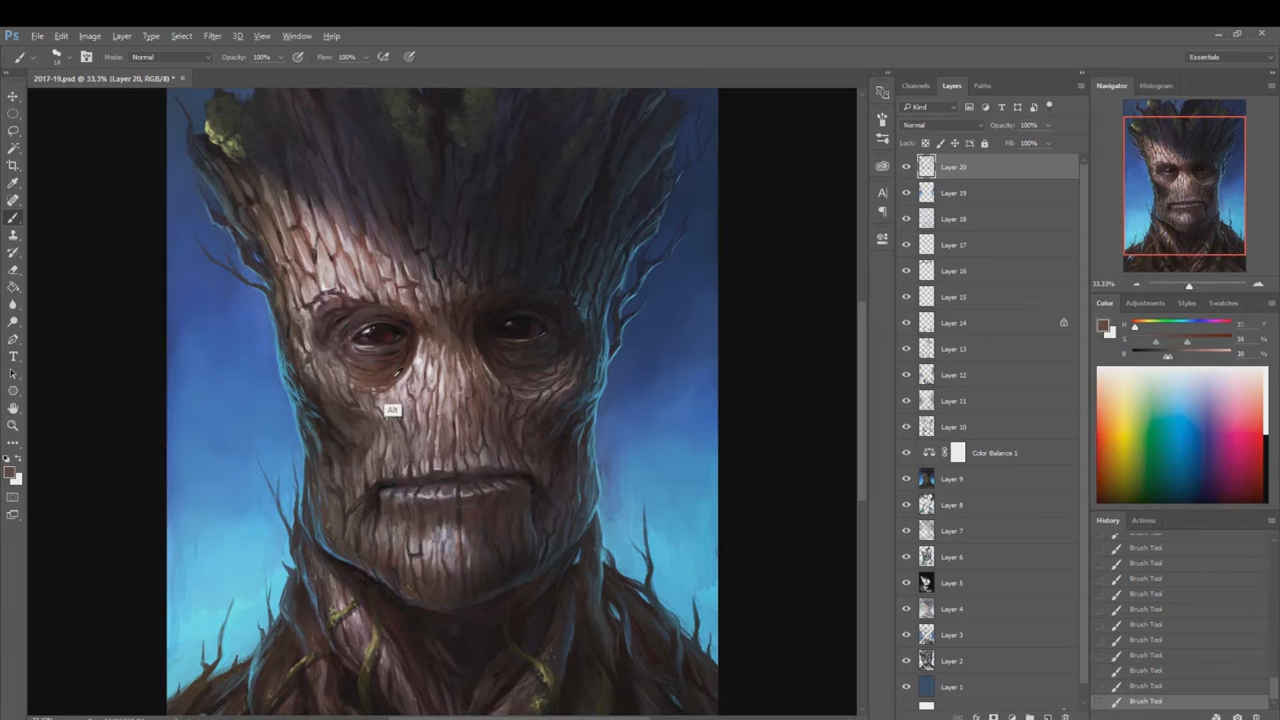 Ps File Edit Image Layer Type Select Filter 3D View Window Help
14 Mode: Normal Opacity: 100% Flow: 100% Essentials
2017-19.psd @ 33,3% (Layer 20, RGB/8) *
Channels Layers Paths
Navigator Histogram
Kind
Normal Opacity: 100%
Lock: Fill: 100%
Layer 20
Layer 19
Layer 18
Layer 17
Layer 16
Layer 15
Layer 14
Layer 13
Layer 12
Layer 11
Layer 10
Color Balance 1
Layer 9
Layer 8
Layer 7
Layer 6
Layer 5
Layer 4
Layer 3
Layer 2
Layer 1
33,33%
Color Adjustments Styles Swatches
H
S
B
History Actions
Brush Tool
Brush Tool
Brush Tool
Brush Tool
Brush Tool
Brush Tool
Brush Tool
Brush Tool
Brush Tool
Brush Tool
Brush Tool
Alt